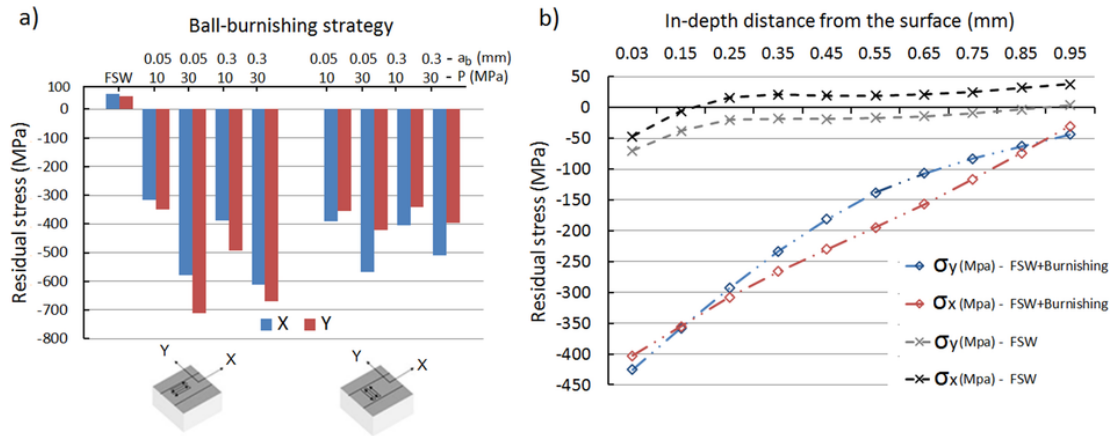 a)
Ball-burnishing strategy
0.05 0.05 0.3 0.3 0.05 0.05 0.3 0.3 - ab (mm)
FSW 10 30 10 30 10 30 10 30 - P (MPa)
Residual stress (MPa)
100
0
-100
-200
-300
-400
-500
-600
-700
-800
X Y
Y X
Y X
b)
In-depth distance from the surface (mm)
0.03 0.15 0.25 0.35 0.45 0.55 0.65 0.75 0.85 0.95
Residual stress (MPa)
50
0
-50
-100
-150
-200
-250
-300
-350
-400
-450
σy (Mpa) - FSW+Burnishing
σx (Mpa) - FSW+Burnishing
σy (Mpa) - FSW
σx (Mpa) - FSW